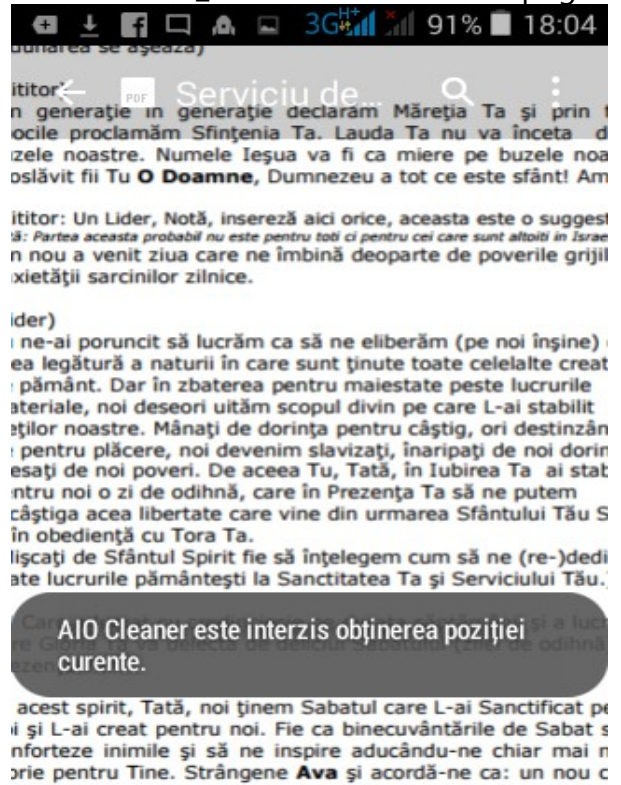 3G H+ 91% 18:04
dunarea se aşează)
PDF Serviciu de...
ititor)
n generaţie în generaţie declarăm Măreţia Ta şi prin t
ocile proclamăm Sfinţenia Ta. Lauda Ta nu va înceta d
zele noastre. Numele Ieşua va fi ca miere pe buzele noa
oslăvit fii Tu O Doamne, Dumnezeu a tot ce este sfânt! Am
ititor: Un Lider, Notă, insereză aici orice, aceasta este o suggest
tă: Partea aceasta probabil nu este pentru toti ci pentru cei care sunt altoiti in Israe
n nou a venit ziua care ne îmbină deoparte de poverile grijil
xietăţii sarcinilor zilnice.
ider)
ne-ai poruncit să lucrăm ca să ne eliberăm (pe noi înşine)
ea legătură a naturii în care sunt ţinute toate celelalte creat
pământ. Dar în zbaterea pentru maiestate peste lucrurile
ateriale, noi deseori uităm scopul divin pe care L-ai stabilit
eţilor noastre. Mânaţi de dorinţa pentru câştig, ori destinzân
pentru plăcere, noi devenim slavizaţi, înaripaţi de noi dorin
esaţi de noi poveri. De aceea Tu, Tată, în Iubirea Ta ai stab
entru noi o zi de odihnă, care în Prezenţa Ta să ne putem
câştiga acea libertate care vine din urmarea Sfântului Tău S
în obedienţă cu Tora Ta.
lişcaţi de Sfântul Spirit fie să înţelegem cum să ne (re-)dedi
ate lucrurile pământeşti la Sanctitatea Ta şi Serviciului Tău.)
AIO Cleaner este interzis obținerea poziției
curente.
acest spirit, Tată, noi ţinem Sabatul care L-ai Sanctificat pe
i şi L-ai creat pentru noi. Fie ca binecuvântările de Sabat s
nforteze inimile şi să ne inspire aducându-ne chiar mai n
orie pentru Tine. Strângene Ava şi acordă-ne ca: un nou c